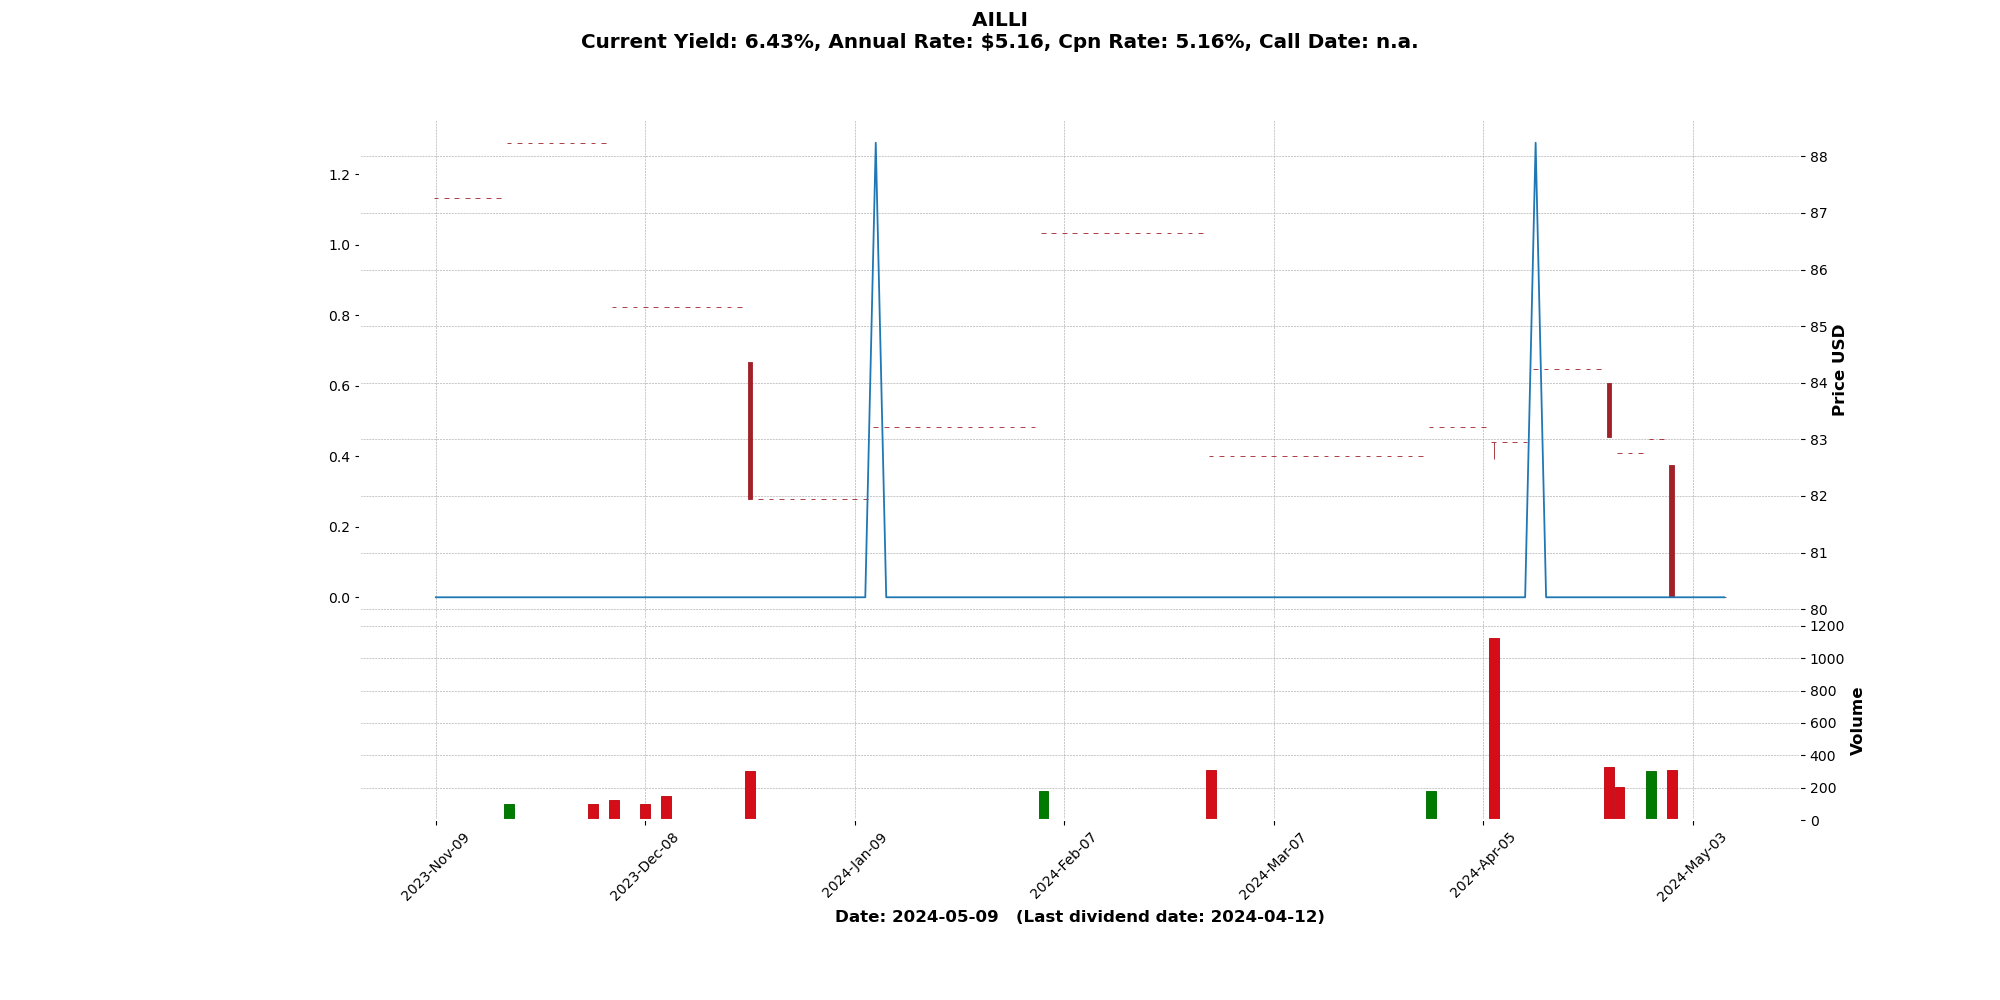 AILLI
Current Yield: 6.43%, Annual Rate: $5.16, Cpn Rate: 5.16%, Call Date: n.a.
1.2
1.0
0.8
0.6
0.4
0.2
0.0
88
87
86
85
84
83
82
81
80
Price USD
1200
1000
800
600
400
200
0
Volume
2023-Nov-09
2023-Dec-08
2024-Jan-09
2024-Feb-07
2024-Mar-07
2024-Apr-05
2024-May-03
Date: 2024-05-09 (Last dividend date: 2024-04-12)